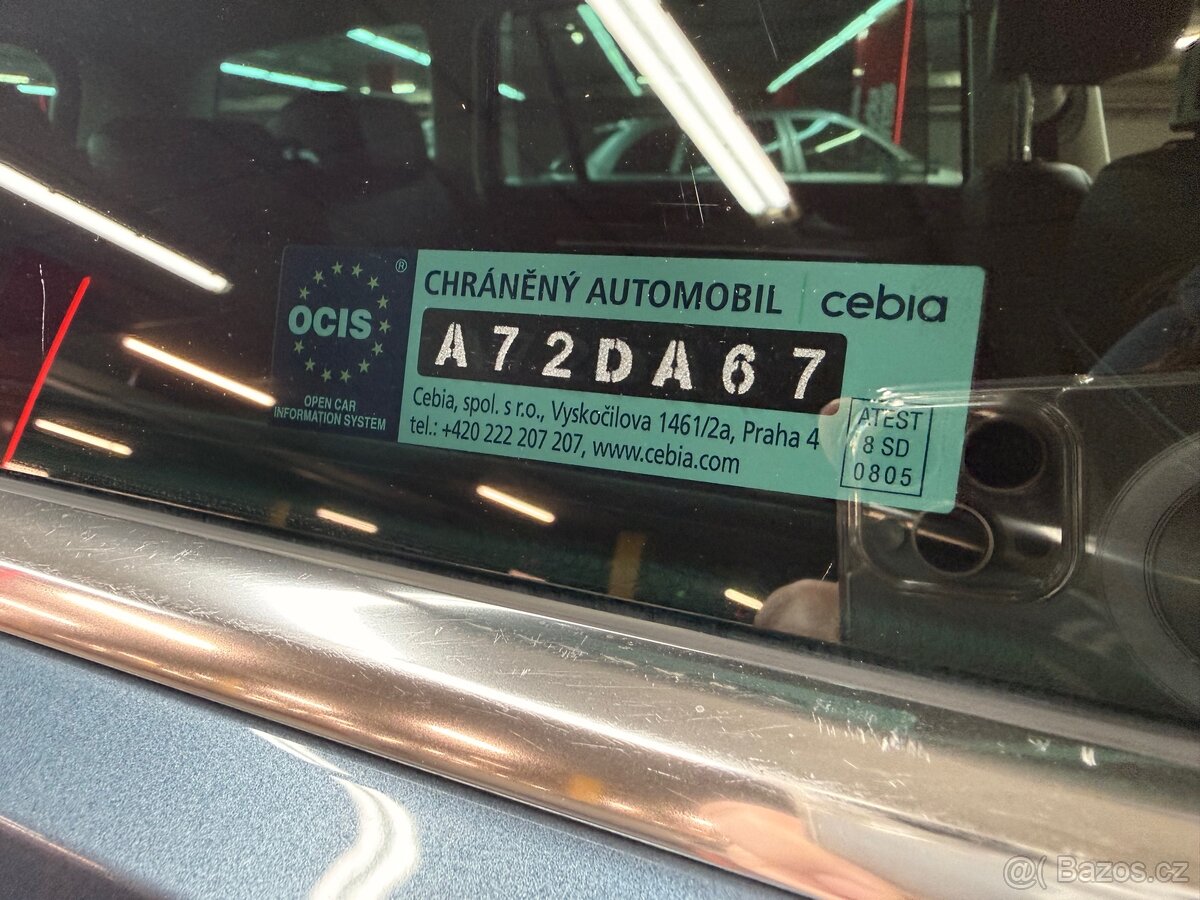 OCIS ®
OPEN CAR
INFORMATION SYSTEM
CHRÁNĚNÝ AUTOMOBIL | cebia
A72DA67
Cebia, spol. s r.o., Vyskočilova 1461/2a, Praha 4
tel.: +420 222 207 207, www.cebia.com
ATEST
8 SD
0805
@( Bazos.cz